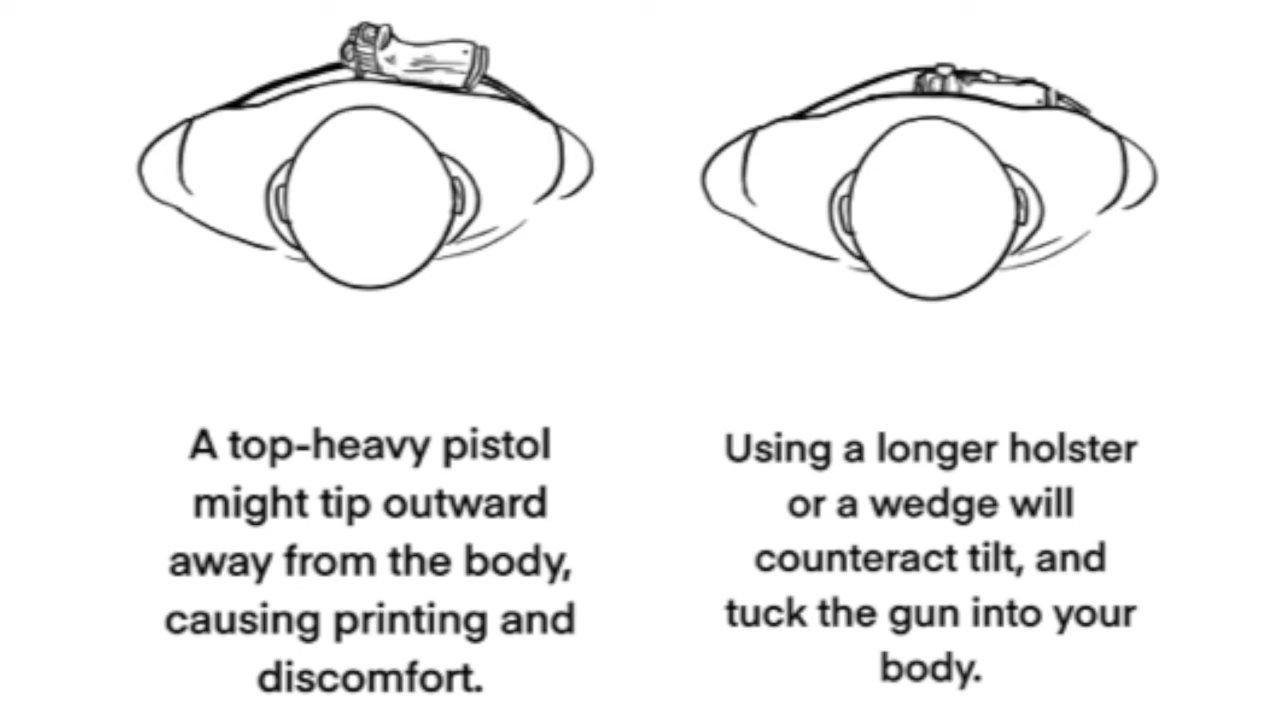 A top-heavy pistol
might tip outward
away from the body,
causing printing and
discomfort.
Using a longer holster
or a wedge will
counteract tilt, and
tuck the gun into your
body.